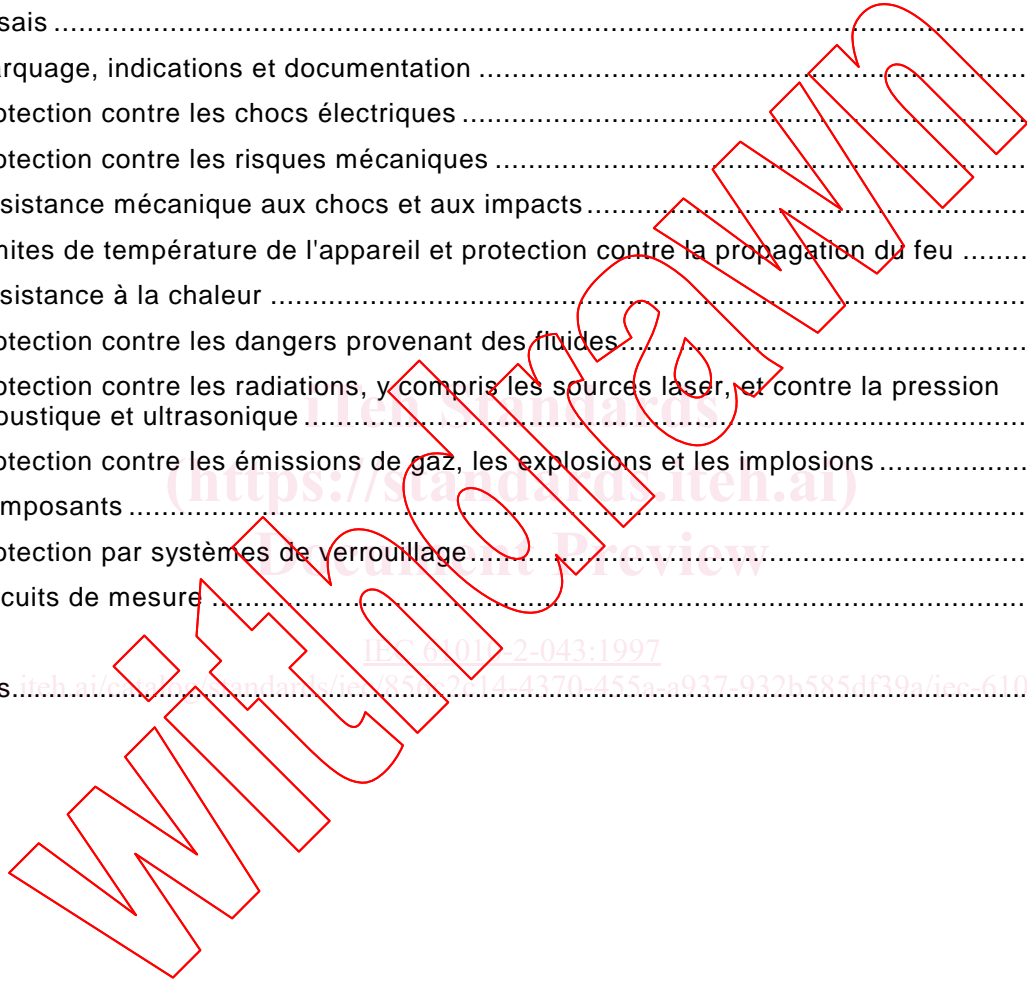 sais ................................................................
arquage, indications et documentation ................................................................
otection contre les chocs électriques ................................................................
otection contre les risques mécaniques ................................................................
sistance mécanique aux chocs et aux impacts ................................................................
mites de température de l'appareil et protection contre la propagation du feu ........
sistance à la chaleur ................................................................
otection contre les dangers provenant des fluides ................................................................
otection contre les radiations, y compris les sources laser, et contre la pression
oustique et ultrasonique ................................................................
iTeh Standards
otection contre les émissions de gaz, les explosions et les implosions ................................
(https://standards.iteh.ai)
mposants ................................................................
otection par systèmes de verrouillage ................................................................
Document Preview
cuits de mesure ................................................................
IEC 61010-2-043:1997
s ................................................................
withdrawn